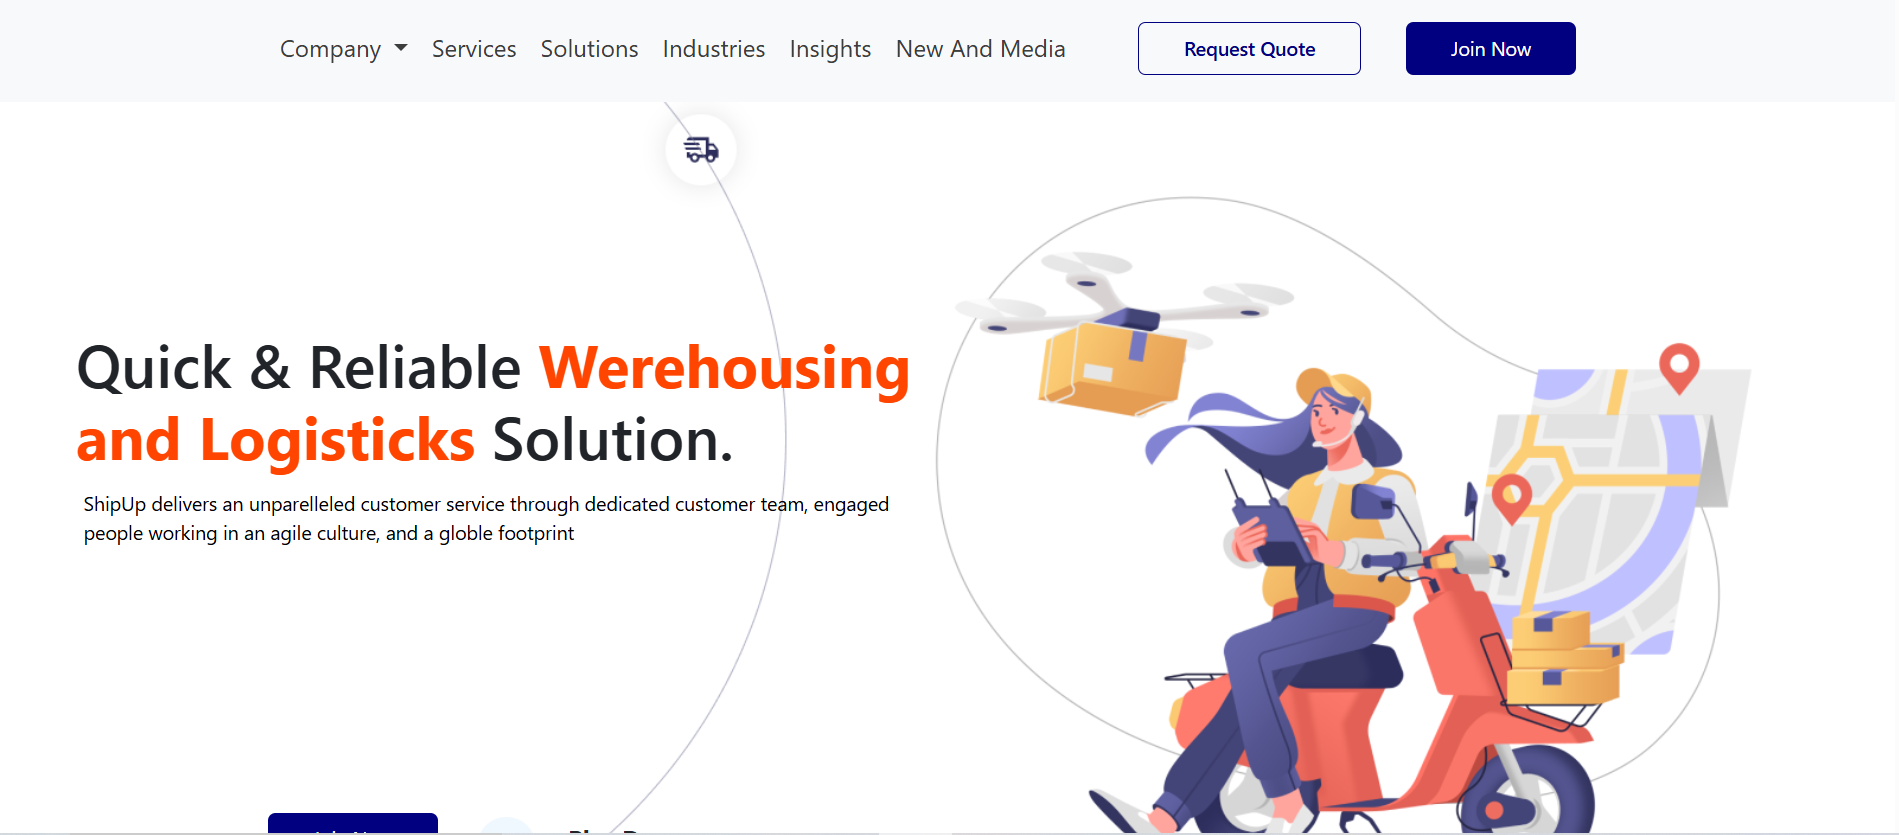 Company Services Solutions Industries Insights New And Media Request Quote Join Now
Quick & Reliable Werehousing
and Logisticks Solution.
ShipUp delivers an unparelleled customer service through dedicated customer team, engaged
people working in an agile culture, and a globle footprint